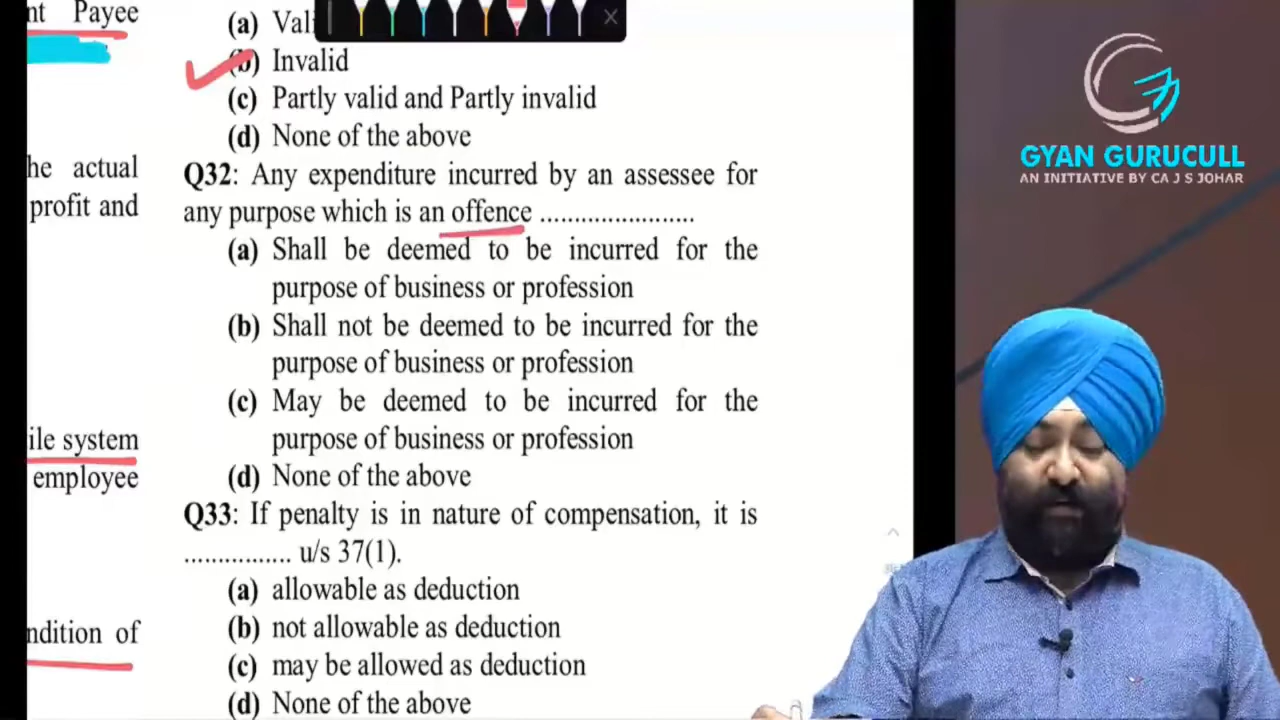 nt Payee
he actual
profit and
ile system
employee
ndition of
(a)
(b) Invalid
(c) Partly valid and Partly invalid
(d) None of the above
Q32: Any expenditure incurred by an assessee for
any purpose which is an offence .......................
(a) Shall be deemed to be incurred for the
purpose of business or profession
(b) Shall not be deemed to be incurred for the
purpose of business or profession
(c) May be deemed to be incurred for the
purpose of business or profession
(d) None of the above
Q33: If penalty is in nature of compensation, it is
................ u/s 37(1).
(a) allowable as deduction
(b) not allowable as deduction
(c) may be allowed as deduction
(d) None of the above
GYAN GURUCULL
AN INITIATIVE BY CA J S JOHAR